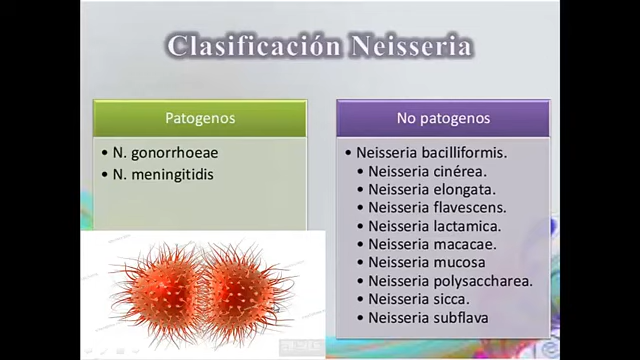 Clasificación Neisseria
Patogenos
• N. gonorrhoeae
• N. meningitidis
No patogenos
• Neisseria bacilliformis.
• Neisseria cinérea.
• Neisseria elongata.
• Neisseria flavescens.
• Neisseria lactamica.
• Neisseria macacae.
• Neisseria mucosa
• Neisseria polysaccharea.
• Neisseria sicca.
• Neisseria subflava